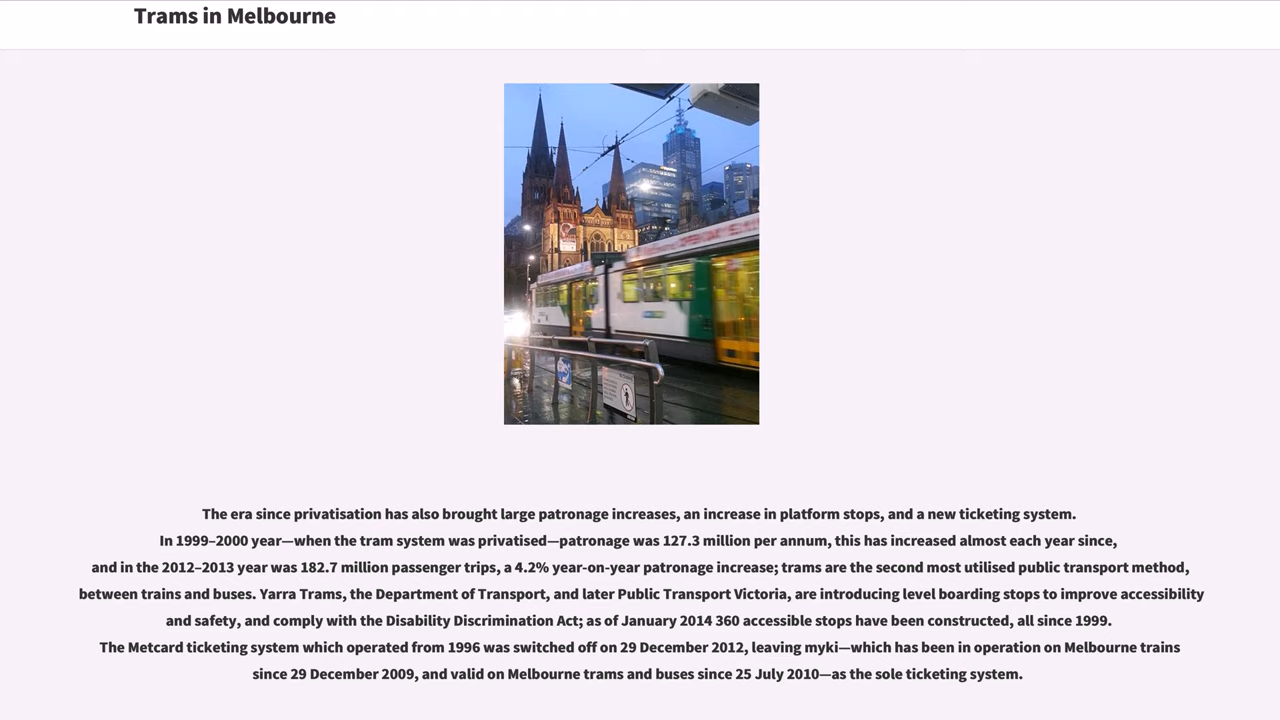 Trams in Melbourne
The era since privatisation has also brought large patronage increases, an increase in platform stops, and a new ticketing system.
In 1999–2000 year—when the tram system was privatised—patronage was 127.3 million per annum, this has increased almost each year since,
and in the 2012–2013 year was 182.7 million passenger trips, a 4.2% year-on-year patronage increase; trams are the second most utilised public transport method,
between trains and buses. Yarra Trams, the Department of Transport, and later Public Transport Victoria, are introducing level boarding stops to improve accessibility
and safety, and comply with the Disability Discrimination Act; as of January 2014 360 accessible stops have been constructed, all since 1999.
The Metcard ticketing system which operated from 1996 was switched off on 29 December 2012, leaving myki—which has been in operation on Melbourne trains
since 29 December 2009, and valid on Melbourne trams and buses since 25 July 2010—as the sole ticketing system.